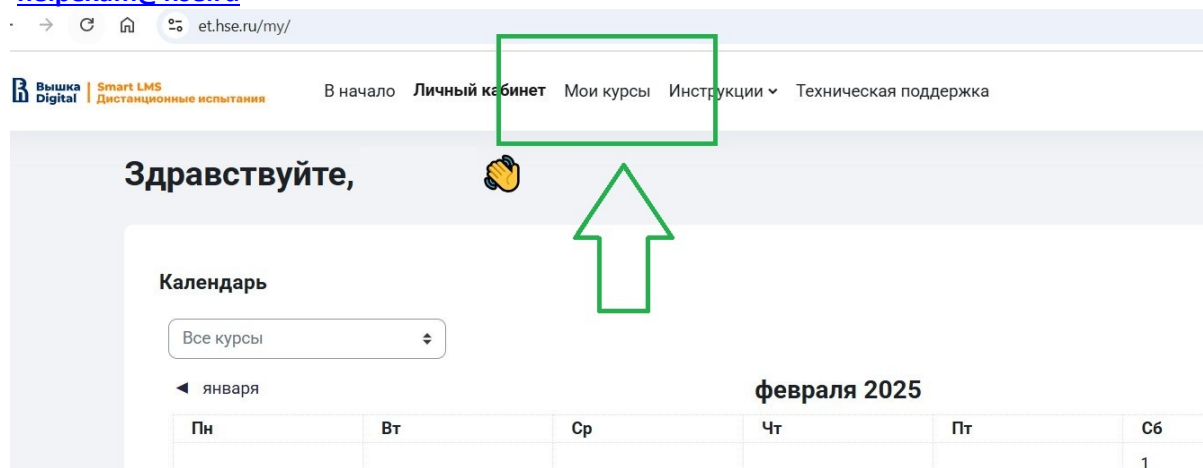 et.hse.ru/my/
Вышка Digital | Smart LMS Дистанционные испытания
В начало Личный кабинет Мои курсы Инструкции Техническая поддержка
Здравствуйте,
Календарь
Все курсы
◄ января
февраля 2025
Пн Вт Ср Чт Пт Сб
1